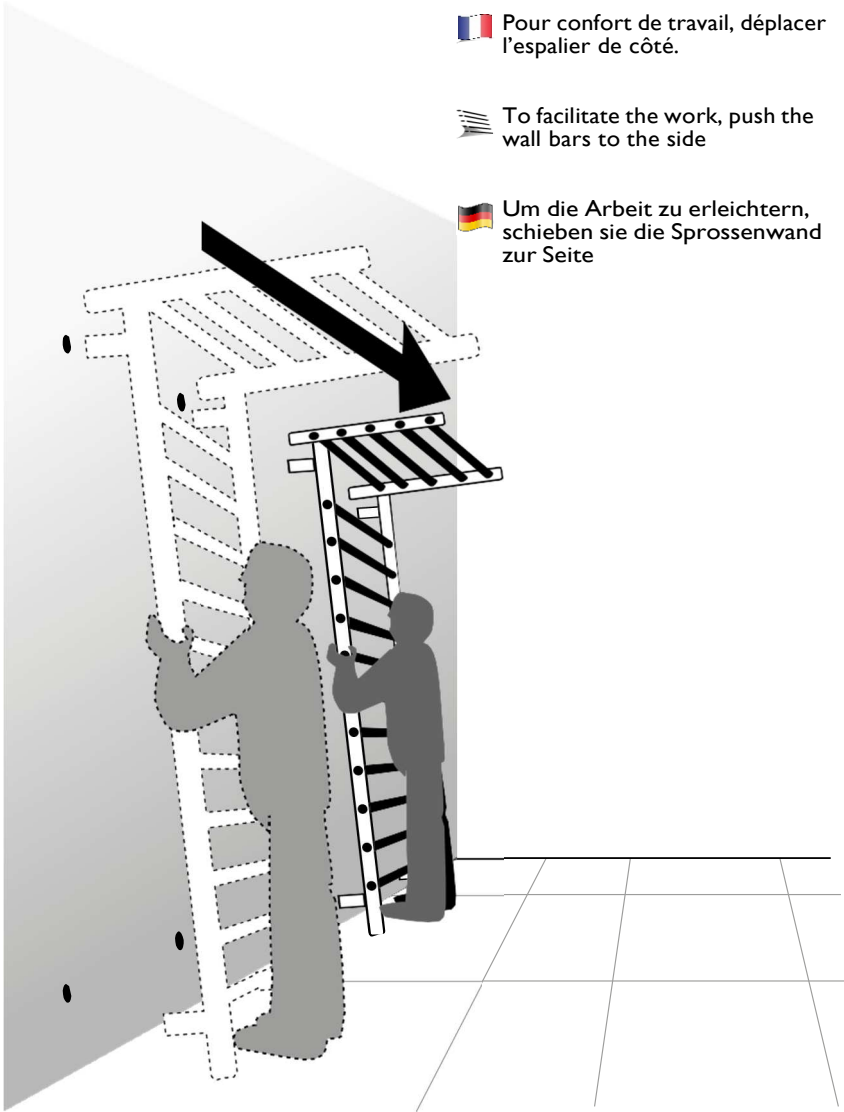 Pour confort de travail, déplacer
l'espalier de côté.
To facilitate the work, push the
wall bars to the side
Um die Arbeit zu erleichtern,
schieben sie die Sprossenwand
zur Seite